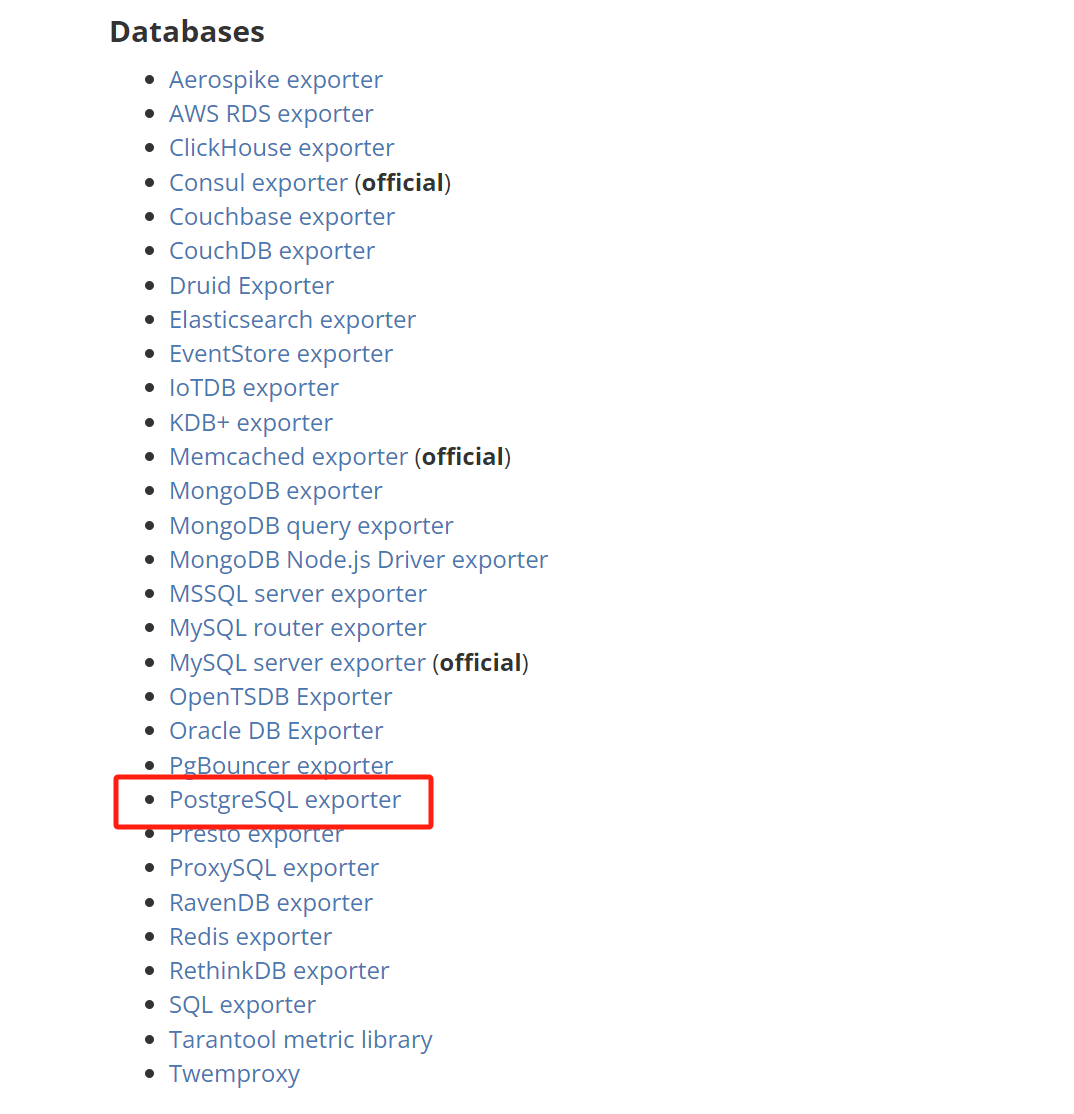 Databases
Aerospike exporter
AWS RDS exporter
ClickHouse exporter
Consul exporter (official)
Couchbase exporter
CouchDB exporter
Druid Exporter
Elasticsearch exporter
EventStore exporter
IoTDB exporter
KDB+ exporter
Memcached exporter (official)
MongoDB exporter
MongoDB query exporter
MongoDB Node.js Driver exporter
MSSQL server exporter
MySQL router exporter
MySQL server exporter (official)
OpenTSDB Exporter
Oracle DB Exporter
PgBouncer exporter
PostgreSQL exporter
Presto exporter
ProxySQL exporter
RavenDB exporter
Redis exporter
RethinkDB exporter
SQL exporter
Tarantool metric library
Twemproxy